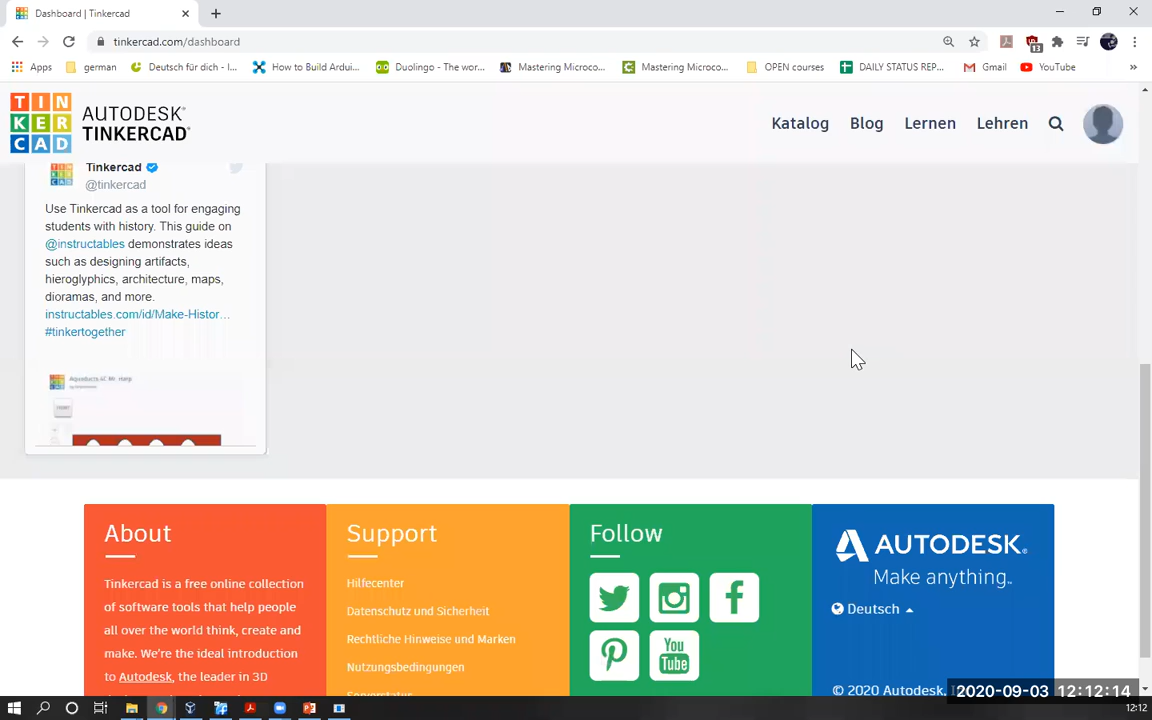 Dashboard | Tinkercad
tinkercad.com/dashboard
13
Apps
german
Deutsch für dich - I...
How to Build Ardui...
Duolingo - The wor...
Mastering Microco...
Mastering Microco...
OPEN courses
DAILY STATUS REP...
Gmail
YouTube
TIN
KER
CAD
AUTODESK®
TINKERCAD®
Katalog
Blog
Lernen
Lehren
Tinkercad
@tinkercad
Use Tinkercad as a tool for engaging
students with history. This guide on
@instructables demonstrates ideas
such as designing artifacts,
hieroglyphics, architecture, maps,
dioramas, and more.
instructables.com/id/Make-Histor…
#tinkertogether
About
Tinkercad is a free online collection
of software tools that help people
all over the world think, create and
make. We're the ideal introduction
to Autodesk, the leader in 3D
Support
Hilfecenter
Datenschutz und Sicherheit
Rechtliche Hinweise und Marken
Nutzungsbedingungen
Serverstatus
Follow
You
Tube
AUTODESK®
Make anything™
Deutsch
© 2020 Autodesk,
2020-09-03 12:12:14
12:12